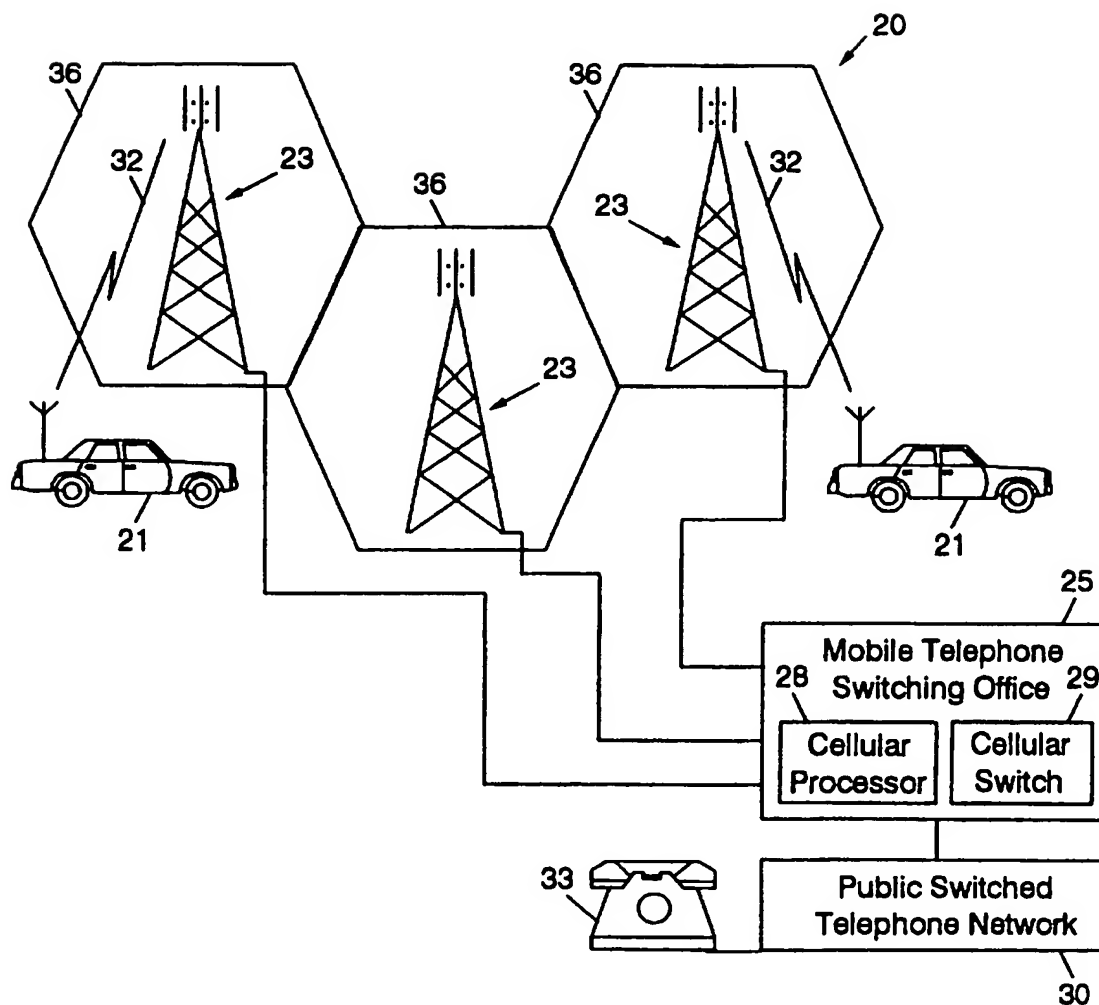 20
36
36
32
23
36
32
23
23
21
21
25
Mobile Telephone
Switching Office
28
29
Cellular
Processor
Cellular
Switch
33
Public Switched
Telephone Network
30